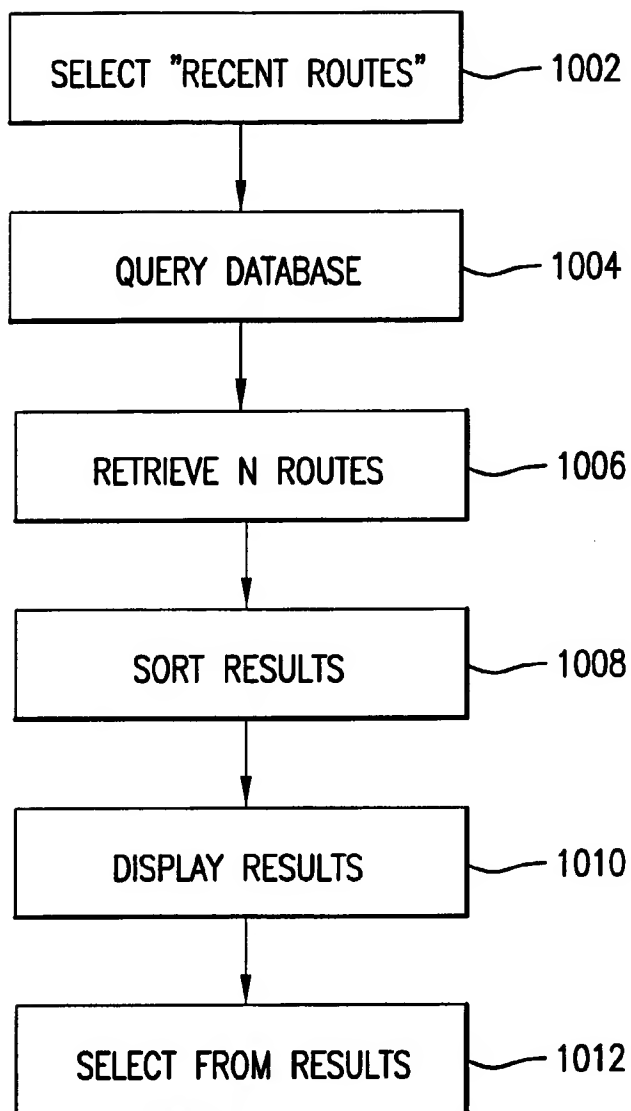 SELECT "RECENT ROUTES" 1002
QUERY DATABASE 1004
RETRIEVE N ROUTES 1006
SORT RESULTS 1008
DISPLAY RESULTS 1010
SELECT FROM RESULTS 1012